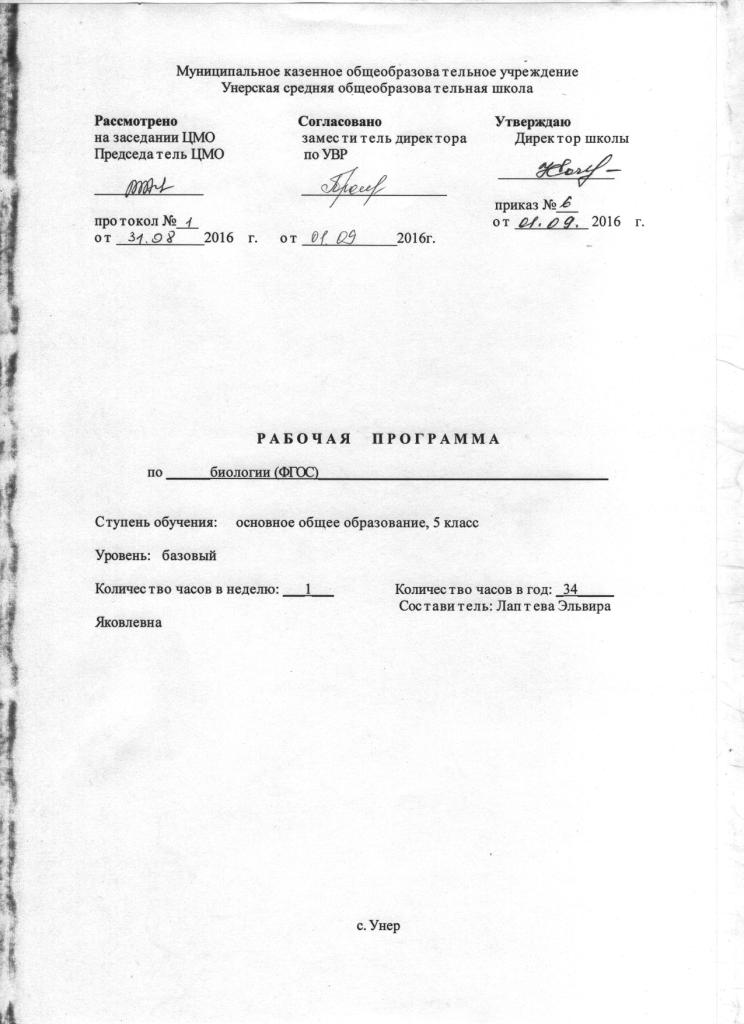 Муниципальное казенное общеобразовательное учреждение
Унерская средняя общеобразовательная школа
Рассмотрено Согласовано Утверждаю
на заседании ЦМО заместитель директора Директор школы
Председатель ЦМО по УВР
приказ № 6
протокол № 1 от 01.09. 2016 г.
от 31.08 2016 г. от 01.09 2016г.
РАБОЧАЯ ПРОГРАММА
по биологии (ФГОС)
Ступень обучения: основное общее образование, 5 класс
Уровень: базовый
Количество часов в неделю: 1 Количество часов в год: 34
Составитель: Лаптева Эльвира
Яковлевна
с. Унер